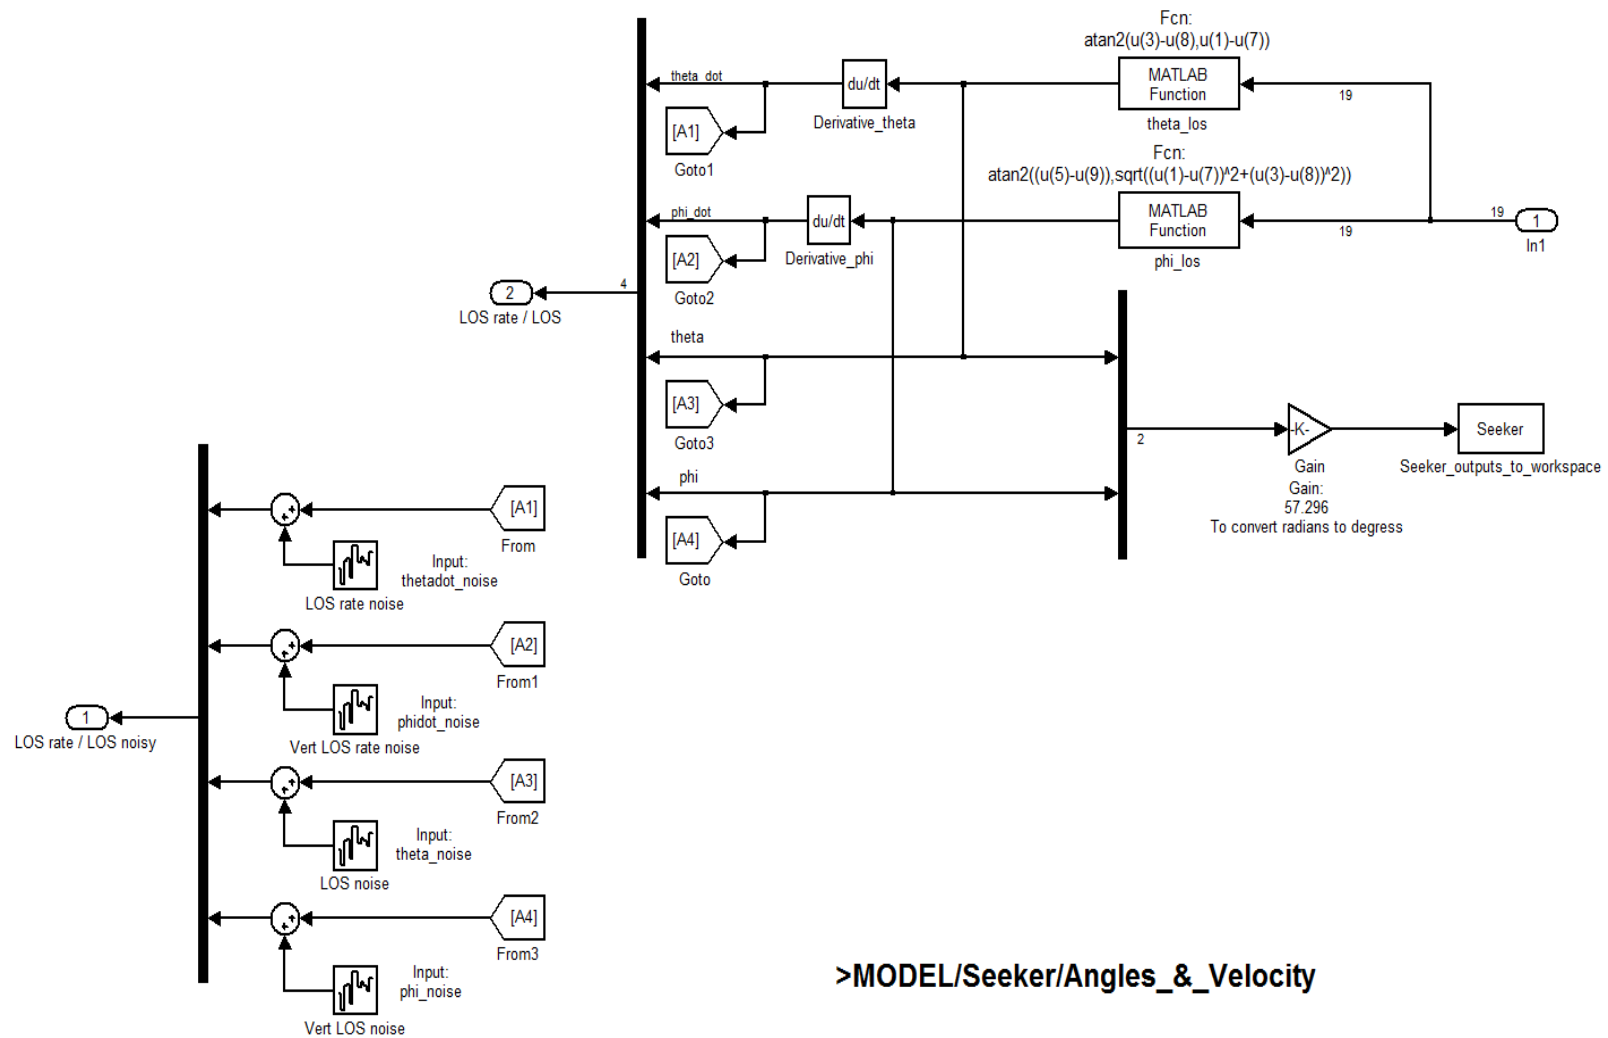 Fcn:
atan2(u(3)-u(8),u(1)-u(7))
theta_dot
du/dt
MATLAB
Function
19
Derivative_theta
theta_los
[A1]
Goto1
Fcn:
atan2((u(5)-u(9)),sqrt((u(1)-u(7))^2+(u(3)-u(8))^2))
phi_dot
du/dt
MATLAB
Function
19
19
1
In1
Derivative_phi
phi_los
[A2]
Goto2
4
2
LOS rate / LOS
theta
[A3]
Goto3
2
-K-
Seeker
Gain
Seeker_outputs_to_workspace
Gain:
57.296
To convert radians to degress
phi
[A4]
Goto
[A1]
From
Input:
thetadot_noise
LOS rate noise
[A2]
From1
Input:
phidot_noise
Vert LOS rate noise
1
LOS rate / LOS noisy
[A3]
From2
Input:
theta_noise
LOS noise
[A4]
From3
Input:
phi_noise
Vert LOS noise
>MODEL/Seeker/Angles_&_Velocity